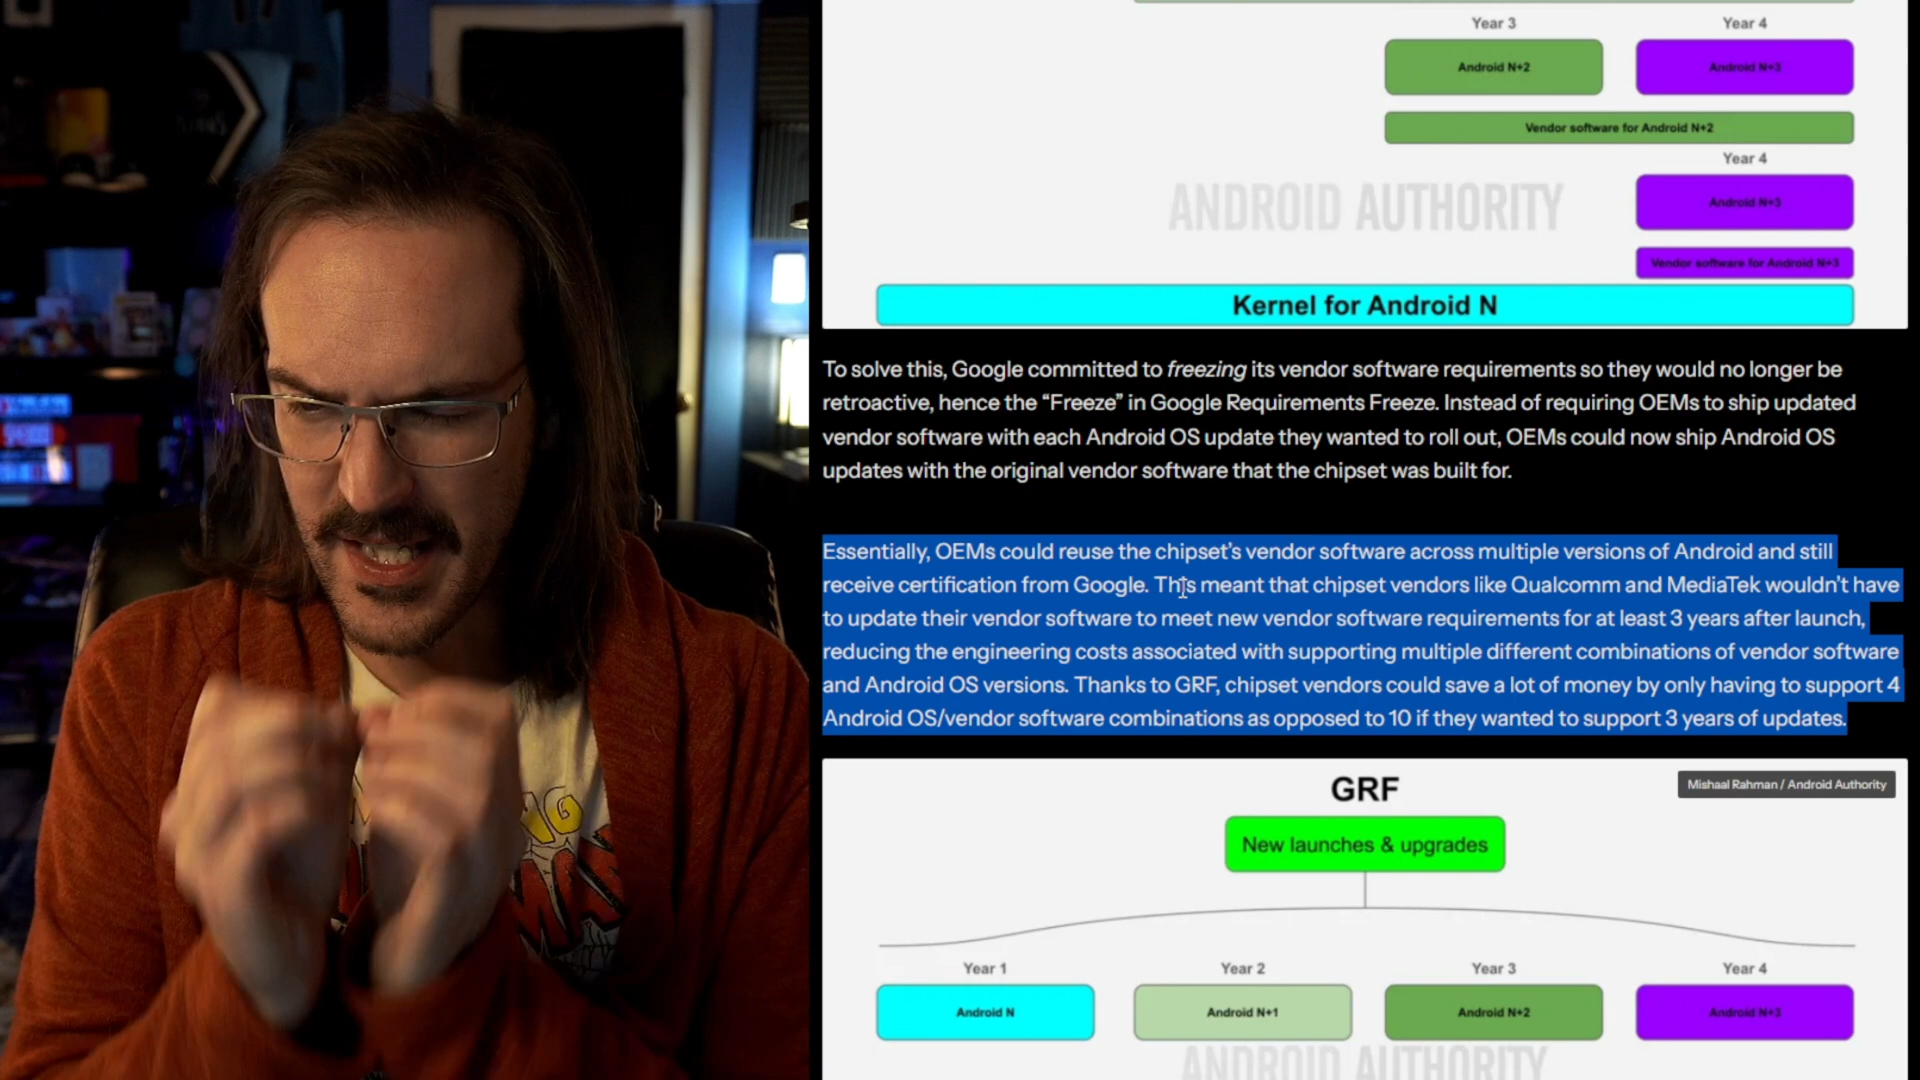 Year 3
Year 4
Android N+2
Android N+3
Vendor software for Android N+2
Year 4
ANDROID AUTHORITY
Android N+3
Vendor software for Android N+3
Kernel for Android N
To solve this, Google committed to freezing its vendor software requirements so they would no longer be
retroactive, hence the “Freeze” in Google Requirements Freeze. Instead of requiring OEMs to ship updated
vendor software with each Android OS update they wanted to roll out, OEMs could now ship Android OS
updates with the original vendor software that the chipset was built for.
Essentially, OEMs could reuse the chipset’s vendor software across multiple versions of Android and still
receive certification from Google. This meant that chipset vendors like Qualcomm and MediaTek wouldn’t have
to update their vendor software to meet new vendor software requirements for at least 3 years after launch,
reducing the engineering costs associated with supporting multiple different combinations of vendor software
and Android OS versions. Thanks to GRF, chipset vendors could save a lot of money by only having to support 4
Android OS/vendor software combinations as opposed to 10 if they wanted to support 3 years of updates.
GRF
Mishaal Rahman / Android Authority
New launches & upgrades
Year 1
Year 2
Year 3
Year 4
Android N
Android N+1
Android N+2
Android N+3
ANDROID AUTHORITY